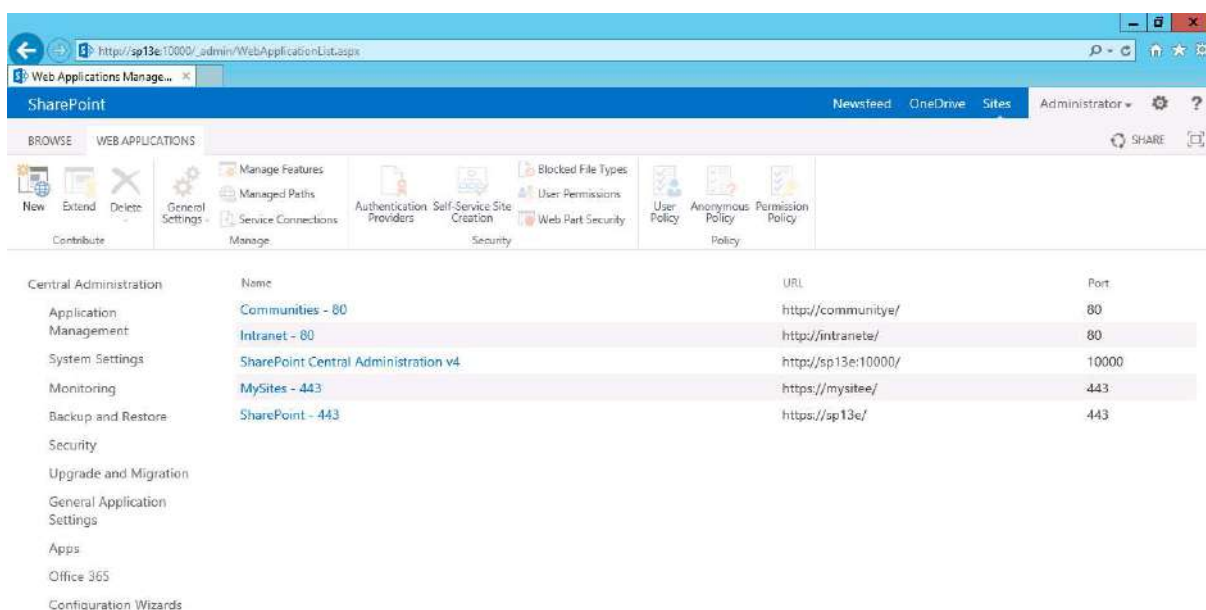 http://sp13e:10000/_admin/WebApplicationList.aspx
Web Applications Manage...
SharePoint
Newsfeed OneDrive Sites Administrator ?
BROWSE WEB APPLICATIONS SHARE
New
Extend
Delete
Contribute
General
Settings
Manage Features
Managed Paths
Service Connections
Manage
Authentication
Providers
Self-Service Site
Creation
Blocked File Types
User Permissions
Web Part Security
Security
User
Policy
Anonymous
Policy
Permission
Policy
Policy
Central Administration
Application
Management
System Settings
Monitoring
Backup and Restore
Security
Upgrade and Migration
General Application
Settings
Apps
Office 365
Configuration Wizards
Name URL Port
Communities - 80 http://communitye/ 80
Intranet - 80 http://intranete/ 80
SharePoint Central Administration v4 http://sp13e:10000/ 10000
MySites - 443 https://mysitee/ 443
SharePoint - 443 https://sp13e/ 443